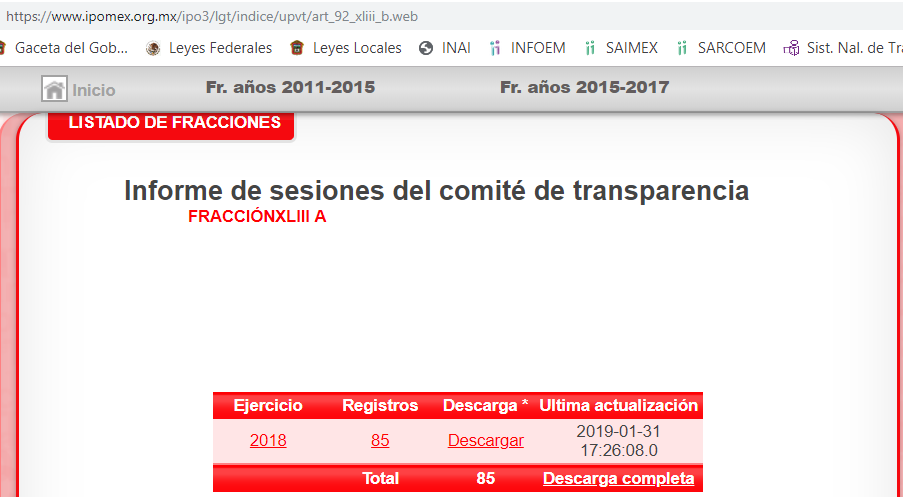 https://www.ipomex.org.mx/ipo3/lgt/indice/upvt/art_92_xliii_b.web
Gaceta del Gob... Leyes Federales Leyes Locales INAI INFOEM SAIMEX SARCOEM Sist. Nal. de Tra
Inicio Fr. años 2011-2015 Fr. años 2015-2017
LISTADO DE FRACCIONES
Informe de sesiones del comité de transparencia
FRACCIÓNXLIII A
Ejercicio Registros Descarga * Ultima actualización
2018 85 Descargar 2019-01-31
17:26:08.0
Total 85 Descarga completa